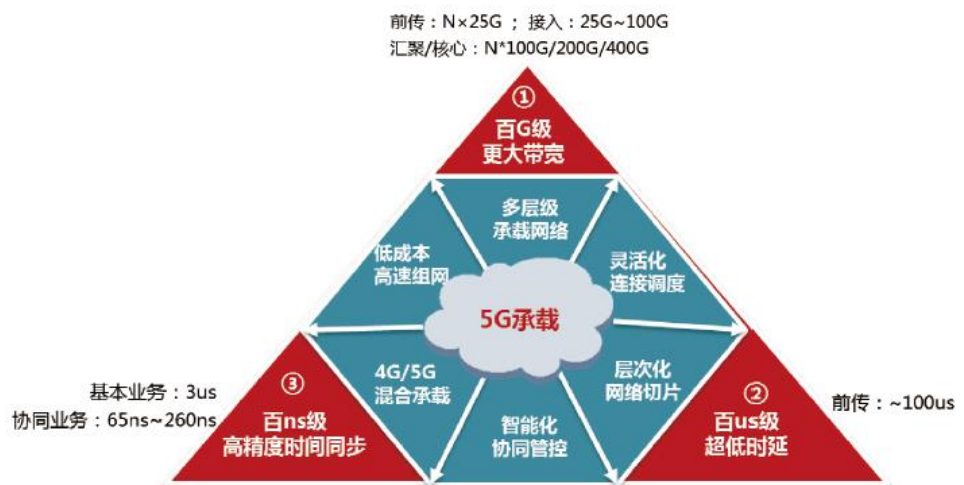 前传：N×25G ；接入：25G~100G
汇聚/核心：N*100G/200G/400G
①
百G级
更大带宽
多层级
承载网络
低成本
高速组网
灵活化
连接调度
5G承载
4G/5G
混合承载
层次化
网络切片
智能化
协同管控
③
百ns级
高精度时间同步
②
百us级
超低时延
基本业务：3us
协同业务：65ns~260ns
前传：~100us